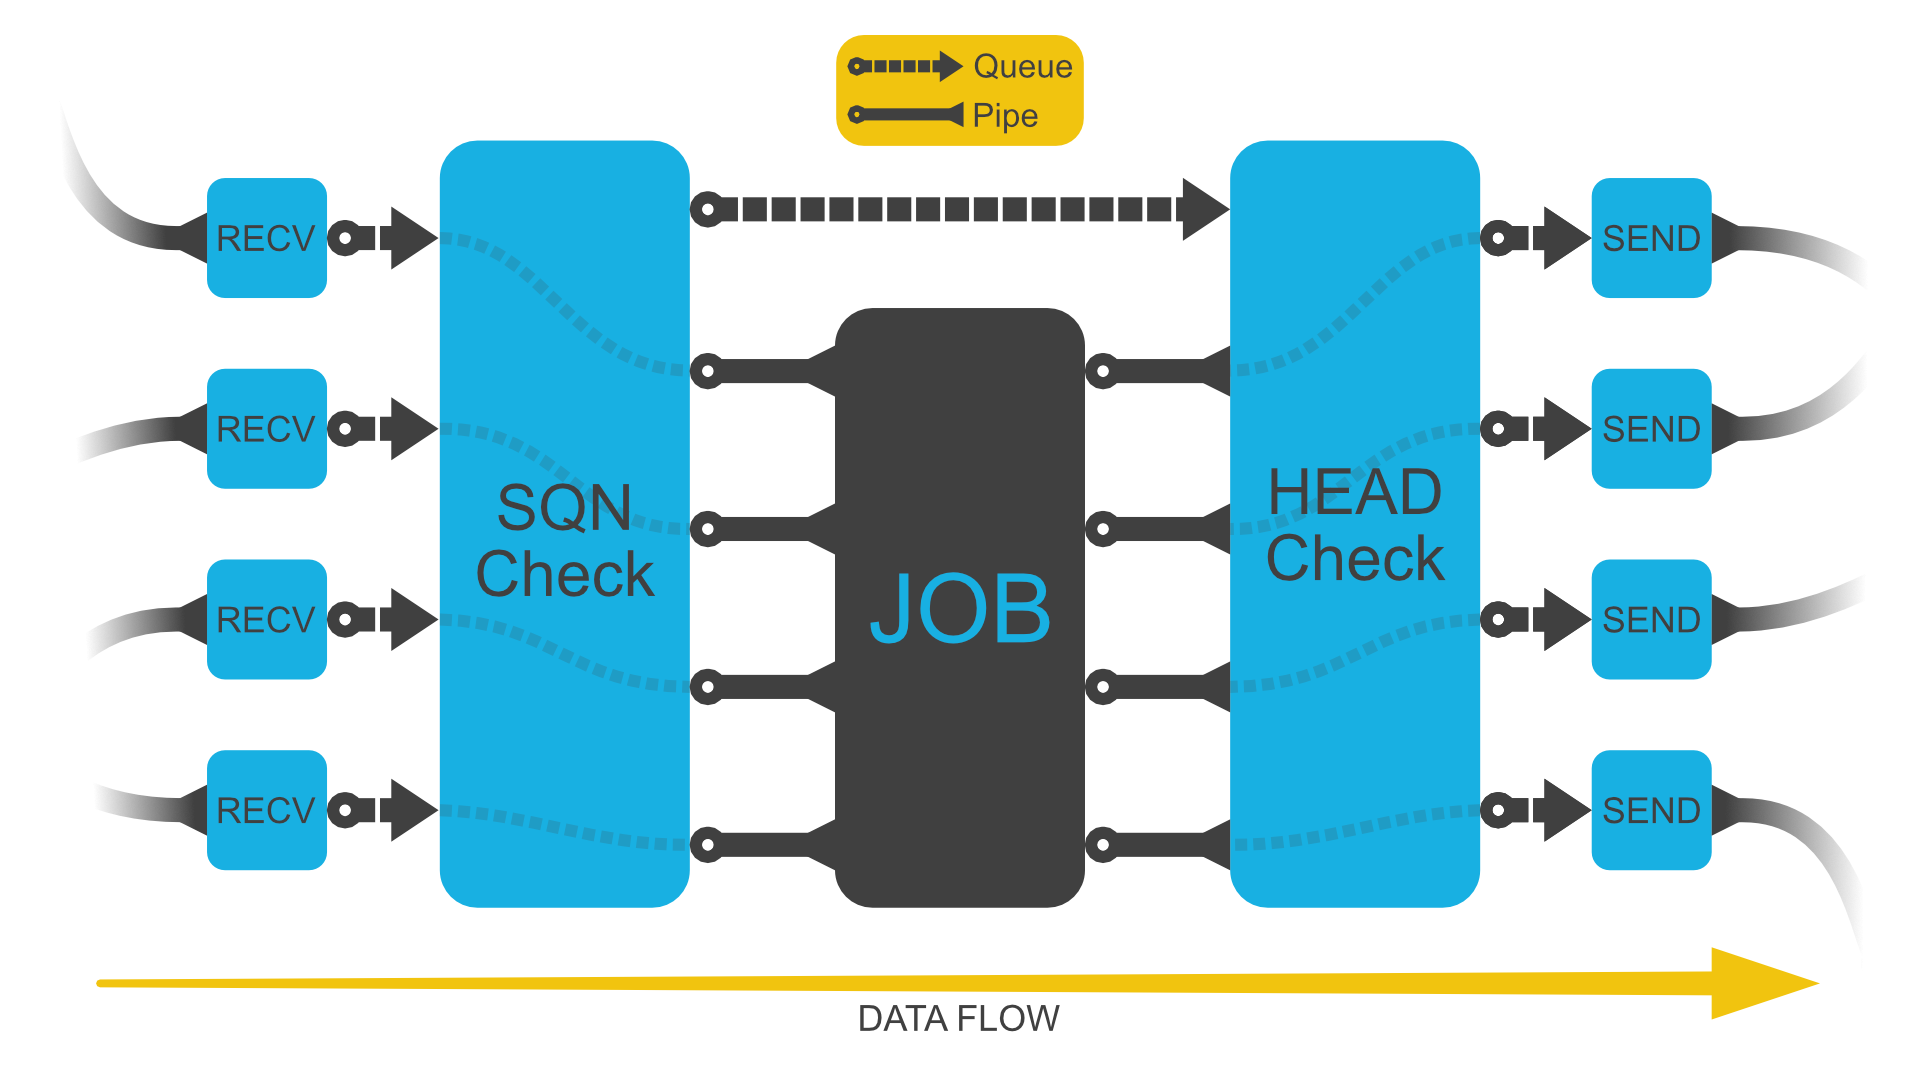 Queue
Pipe
RECV
RECV
RECV
RECV
SQN
Check
JOB
HEAD
Check
SEND
SEND
SEND
SEND
DATA FLOW